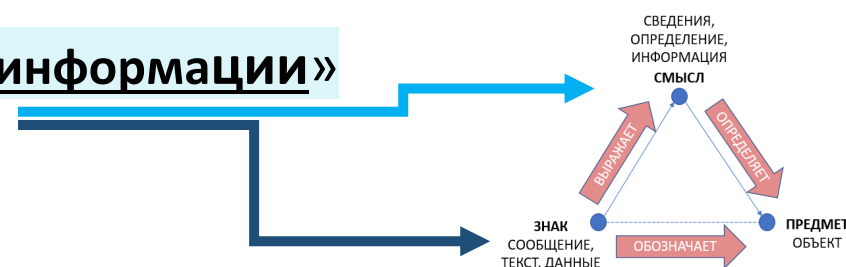 информации»
СВЕДЕНИЯ,
ОПРЕДЕЛЕНИЕ,
ИНФОРМАЦИЯ
СМЫСЛ
ВЫРАЖАЕТ
ОПРЕДЕЛЯЕТ
ЗНАК
СООБЩЕНИЕ,
ТЕКСТ, ДАННЫЕ
ОБОЗНАЧАЕТ
ПРЕДМЕТ
ОБЪЕКТ